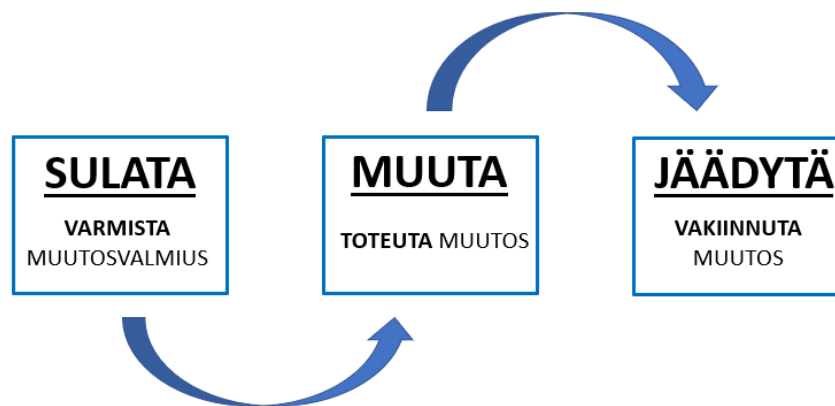 SULATA
VARMISTA
MUUTOSVALMIUS
MUUTA
TOTEUTA MUUTOS
JÄÄDYTÄ
VAKIINNUTA
MUUTOS